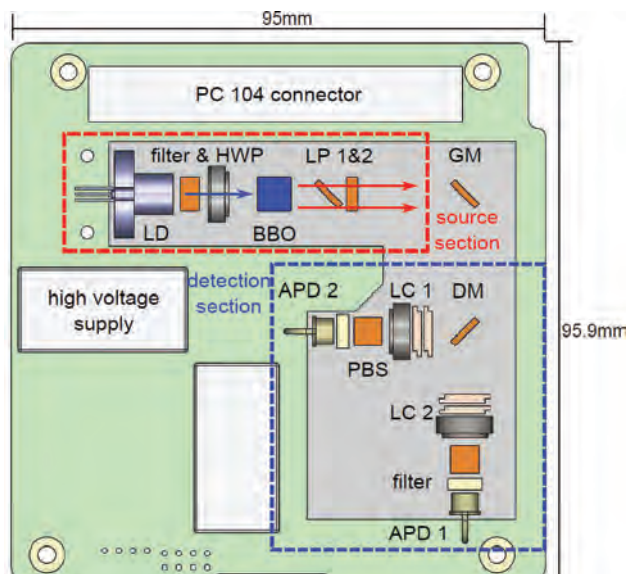 95mm
PC 104 connector
filter & HWP
LP 1&2
GM
LD
BBO
source
section
high voltage
supply
detection
section
APD 2
LC 1
DM
95.9mm
PBS
LC 2
filter
APD 1